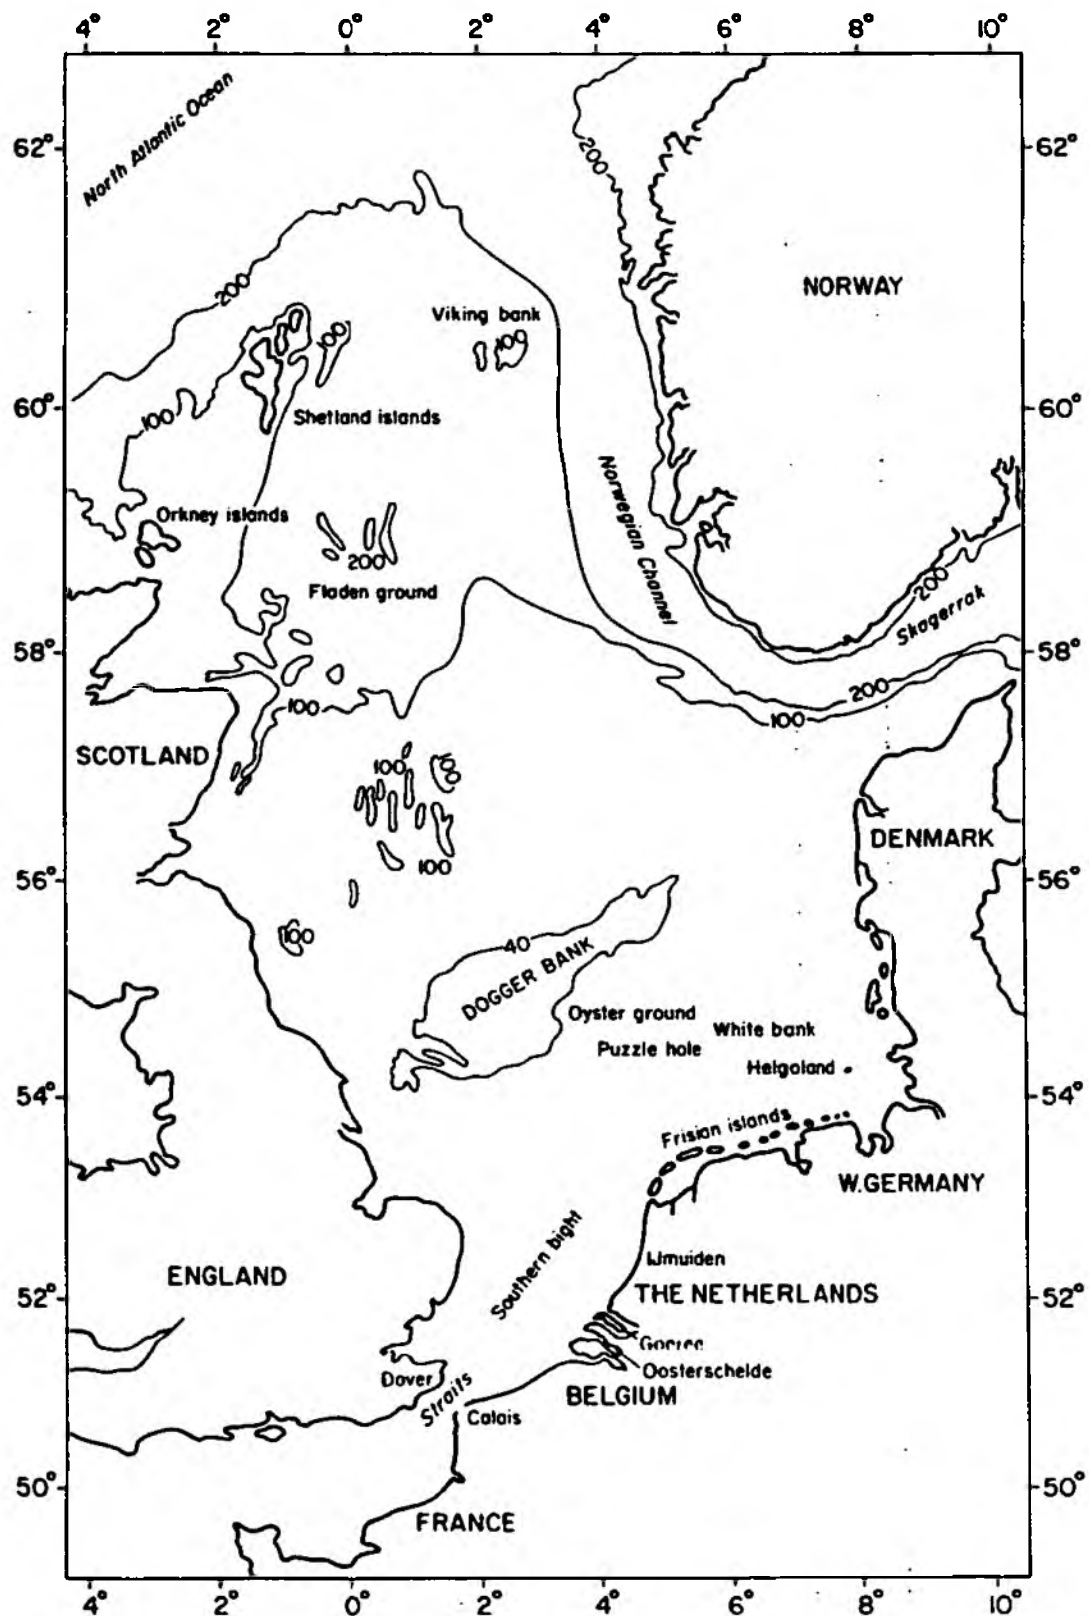 4° 2° 0° 2° 4° 6° 8° 10°
North Atlantic Ocean
62° 62°
200
NORWAY
200
Viking bank
100
100
60° 60°
100
Shetland islands
Norwegian Channel
Orkney islands
200
Fladen ground
200
Skagerrak
58° 58°
200
100
100
SCOTLAND
100
100
DENMARK
100
56° 56°
100
40
DOGGER BANK
Oyster ground
White bank
Puzzle hole
Helgoland
54° 54°
Frisian islands
W. GERMANY
Southern bight
IJmuiden
ENGLAND
THE NETHERLANDS
52° 52°
Goeree
Oosterschelde
Dover
Straits
BELGIUM
Calais
50° 50°
FRANCE
4° 2° 0° 2° 4° 6° 8° 10°